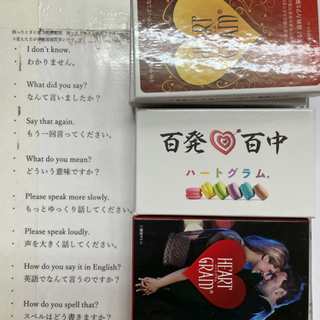 I don't know.
わかりません。
What did you say?
なんて言いましたか?
Say that again.
もう一回言ってください。
What do you mean?
どういう意味ですか?
Please speak more slowly.
もっとゆっくり話してください。
Please speak loudly.
声を大きく話してください。
How do you say it in English?
英語でなんて言うのですか?
How do you spell that?
スペルはどう書きますか?
HEART
GRAM®
百発 百中
ハートグラム®
HEART
GRAM®